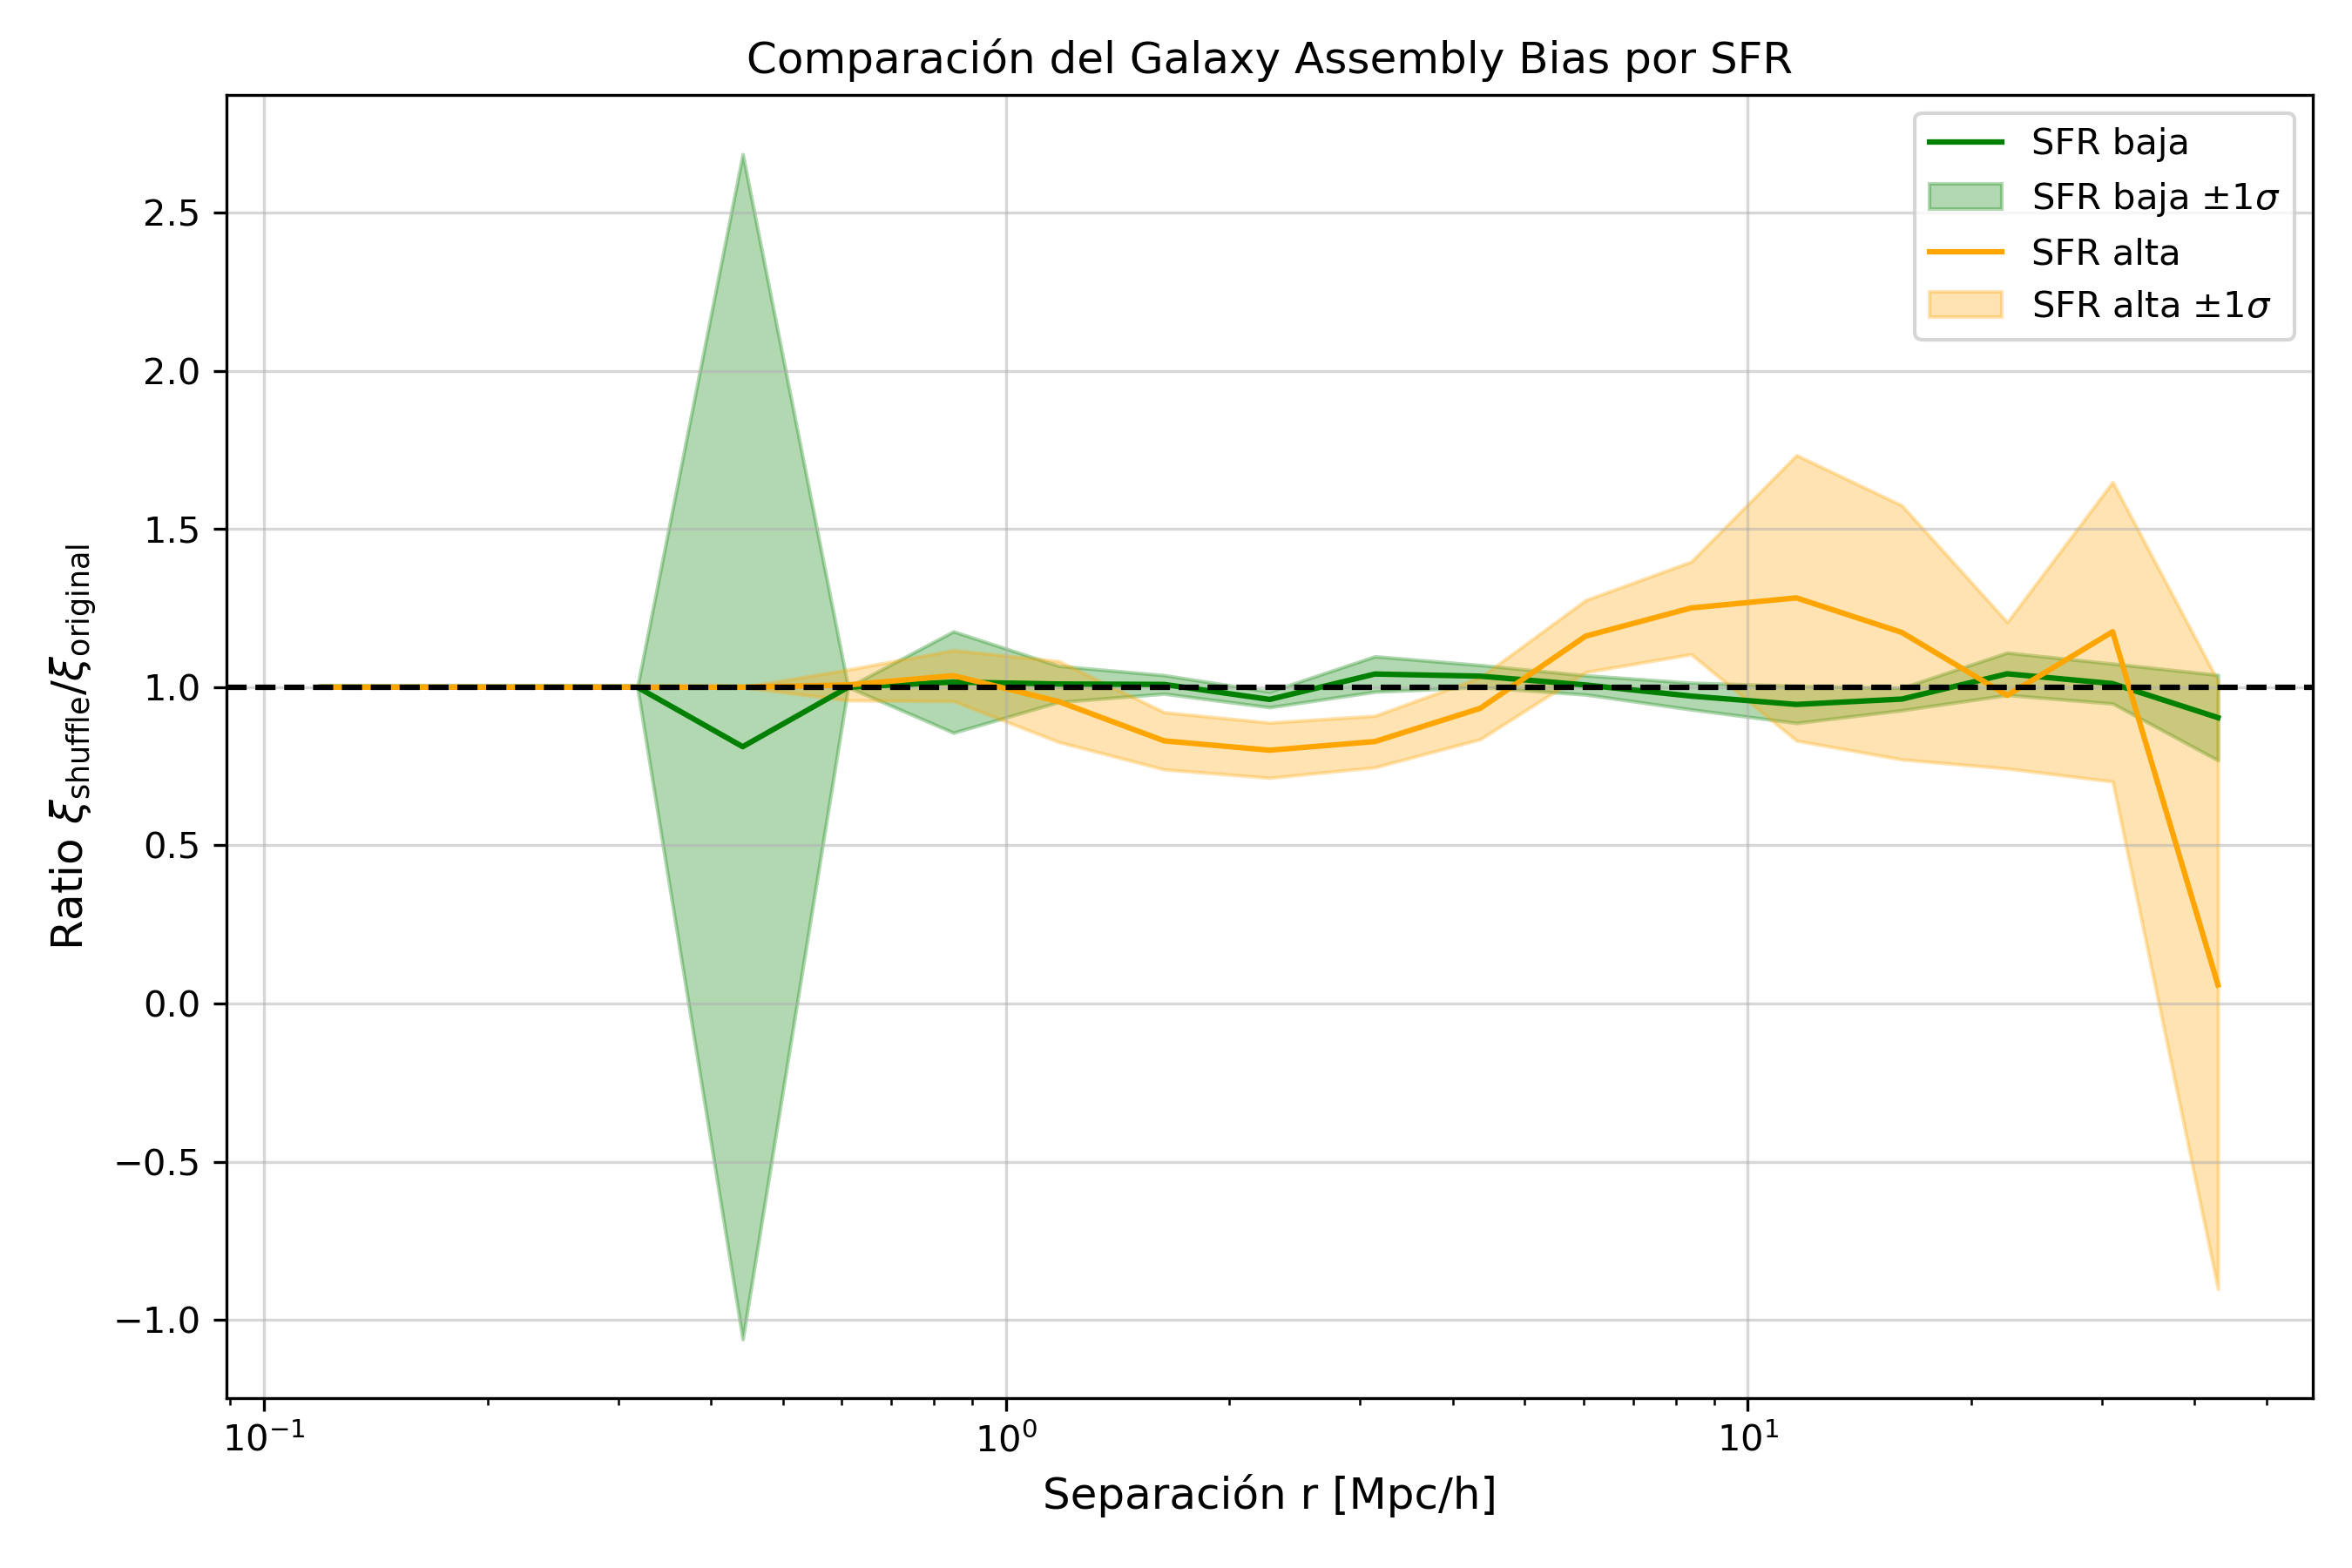 Comparación del Galaxy Assembly Bias por SFR
SFR baja
SFR baja ±1σ
SFR alta
SFR alta ±1σ
Ratio ξshuffle/ξoriginal
2.5
2.0
1.5
1.0
0.5
0.0
−0.5
−1.0
10⁻¹ 10⁰ 10¹
Separación r [Mpc/h]